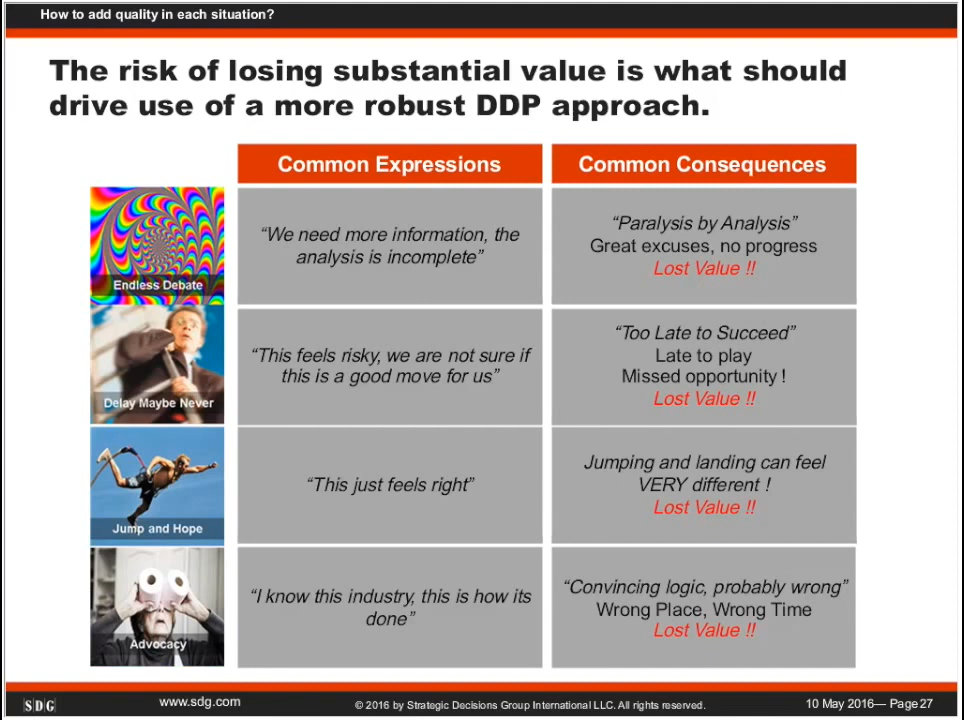 How to add quality in each situation?
The risk of losing substantial value is what should
drive use of a more robust DDP approach.
Common Expressions
Common Consequences
Endless Debate
“We need more information, the
analysis is incomplete”
“Paralysis by Analysis”
Great excuses, no progress
Lost Value !!
Delay Maybe Never
“This feels risky, we are not sure if
this is a good move for us”
“Too Late to Succeed”
Late to play
Missed opportunity !
Lost Value !!
Jump and Hope
“This just feels right”
Jumping and landing can feel
VERY different !
Lost Value !!
Advocacy
“I know this industry, this is how its
done”
“Convincing logic, probably wrong”
Wrong Place, Wrong Time
Lost Value !!
SDG
www.sdg.com
© 2016 by Strategic Decisions Group International LLC. All rights reserved.
10 May 2016— Page 27